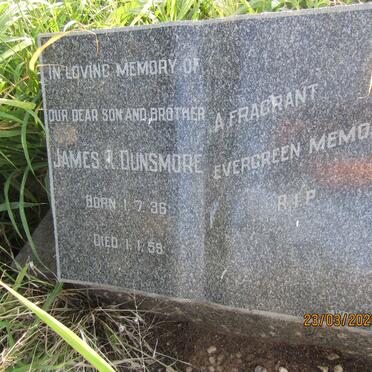 IN LOVING MEMORY OF
OUR DEAR SON AND BROTHER
JAMES R. DUNSMORE
BORN 1.7.36
DIED 1.1.59
A FRAGRANT
EVERGREEN MEMO
R.I.P
23/03/202